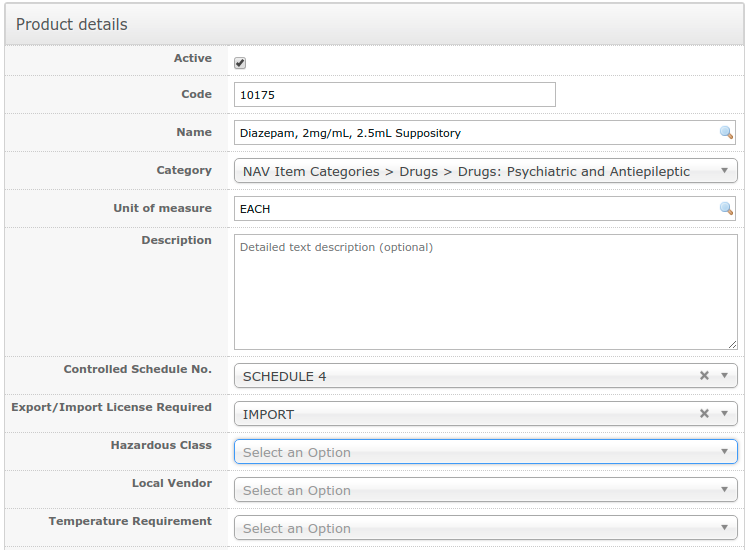 Product details
Active
Code 10175
Name Diazepam, 2mg/mL, 2.5mL Suppository
Category NAV Item Categories > Drugs > Drugs: Psychiatric and Antiepileptic
Unit of measure EACH
Description Detailed text description (optional)
Controlled Schedule No. SCHEDULE 4
Export/Import License Required IMPORT
Hazardous Class Select an Option
Local Vendor Select an Option
Temperature Requirement Select an Option